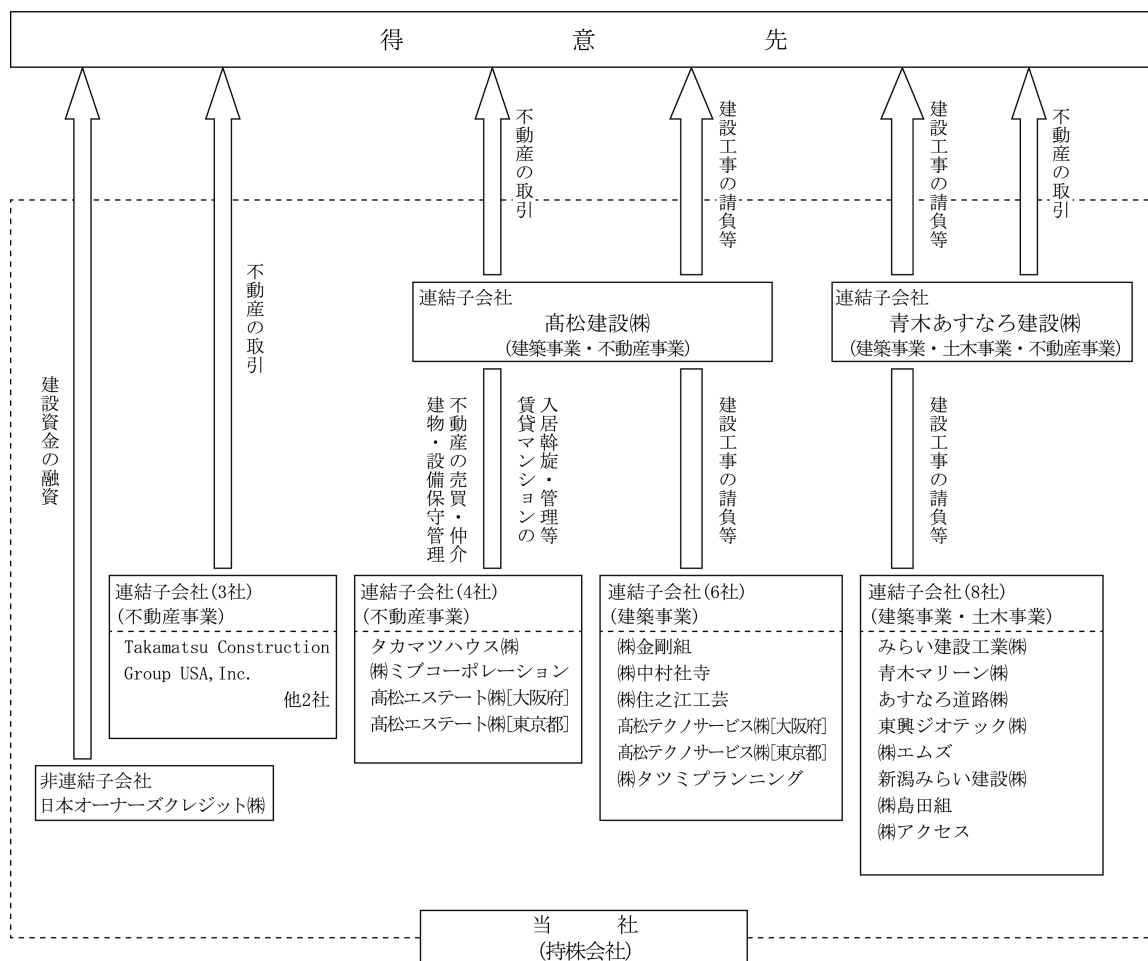 得意先
不動産の取引
建設工事の請負等
建設工事の請負等
不動産の取引
不動産の取引
建設資金の融資
連結子会社
髙松建設㈱
(建築事業・不動産事業)
連結子会社
青木あすなろ建設㈱
(建築事業・土木事業・不動産事業)
不動産の売買・仲介
建物・設備保守管理
入居斡旋・管理等
賃貸マンションの
建設工事の請負等
建設工事の請負等
連結子会社(3社)
(不動産事業)
Takamatsu Construction
Group USA,Inc.
他2社
連結子会社(4社)
(不動産事業)
タカマツハウス㈱
㈱ミブコーポレーション
髙松エステート㈱[大阪府]
髙松エステート㈱[東京都]
連結子会社(6社)
(建築事業)
㈱金剛組
㈱中村社寺
㈱住之江工芸
髙松テクノサービス㈱[大阪府]
髙松テクノサービス㈱[東京都]
㈱タツミプランニング
連結子会社(8社)
(建築事業・土木事業)
みらい建設工業㈱
青木マリーン㈱
あすなろ道路㈱
東興ジオテック㈱
㈱エムズ
新潟みらい建設㈱
㈱島田組
㈱アクセス
非連結子会社
日本オーナーズクレジット㈱
当社
(持株会社)